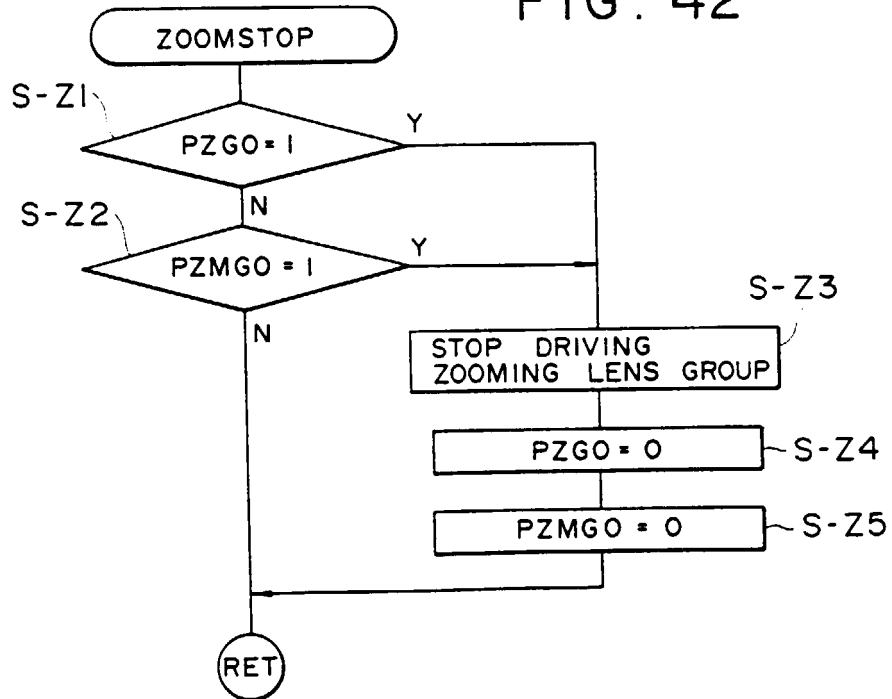 FIG. 42
ZOOMSTOP
S-Z1
PZGO = 1
Y
N
S-Z2
PZMGO = 1
Y
N
S-Z3
STOP DRIVING
ZOOMING LENS GROUP
PZGO = 0
S-Z4
PZMGO = 0
S-Z5
RET